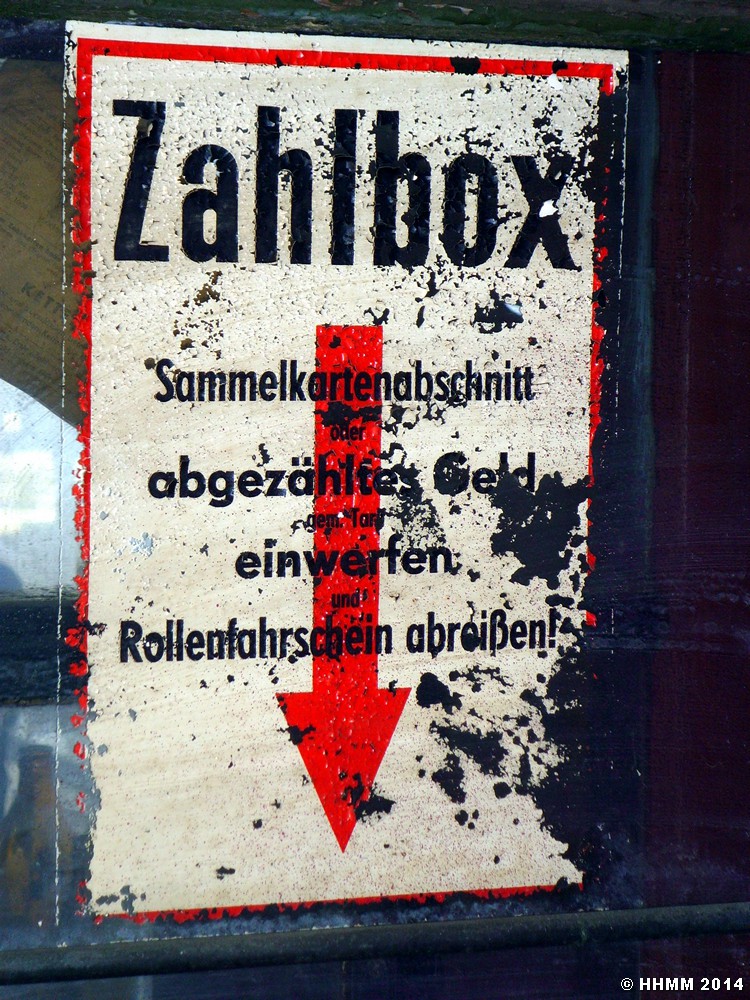 Zahlbox
Sammelkartenabschnitt
oder
abgezähltes Geld
gem. Tarif
einwerfen
und
Rollenfahrschein abreißen!
© HHMM 2014